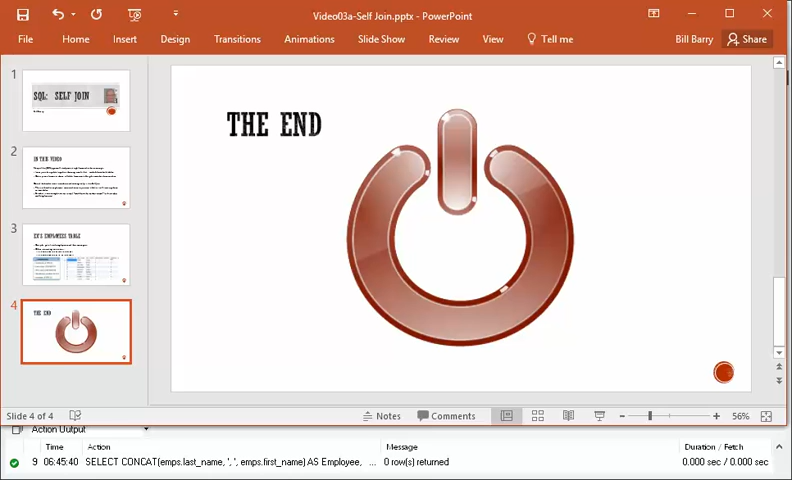 Video03a-Self Join.pptx - PowerPoint
File Home Insert Design Transitions Animations Slide Show Review View Tell me Bill Barry Share
1
SQL: SELF JOIN
2
IN THE VIDEO
3
EX'S EMPLOYEES TABLE
4
THE END
THE END
Slide 4 of 4 Notes Comments 56%
Action Output
Time Action Message Duration / Fetch
9 06:45:40 SELECT CONCAT(emps.last_name, ', ', emps.first_name) AS Employee, ... 0 row(s) returned 0.000 sec / 0.000 sec